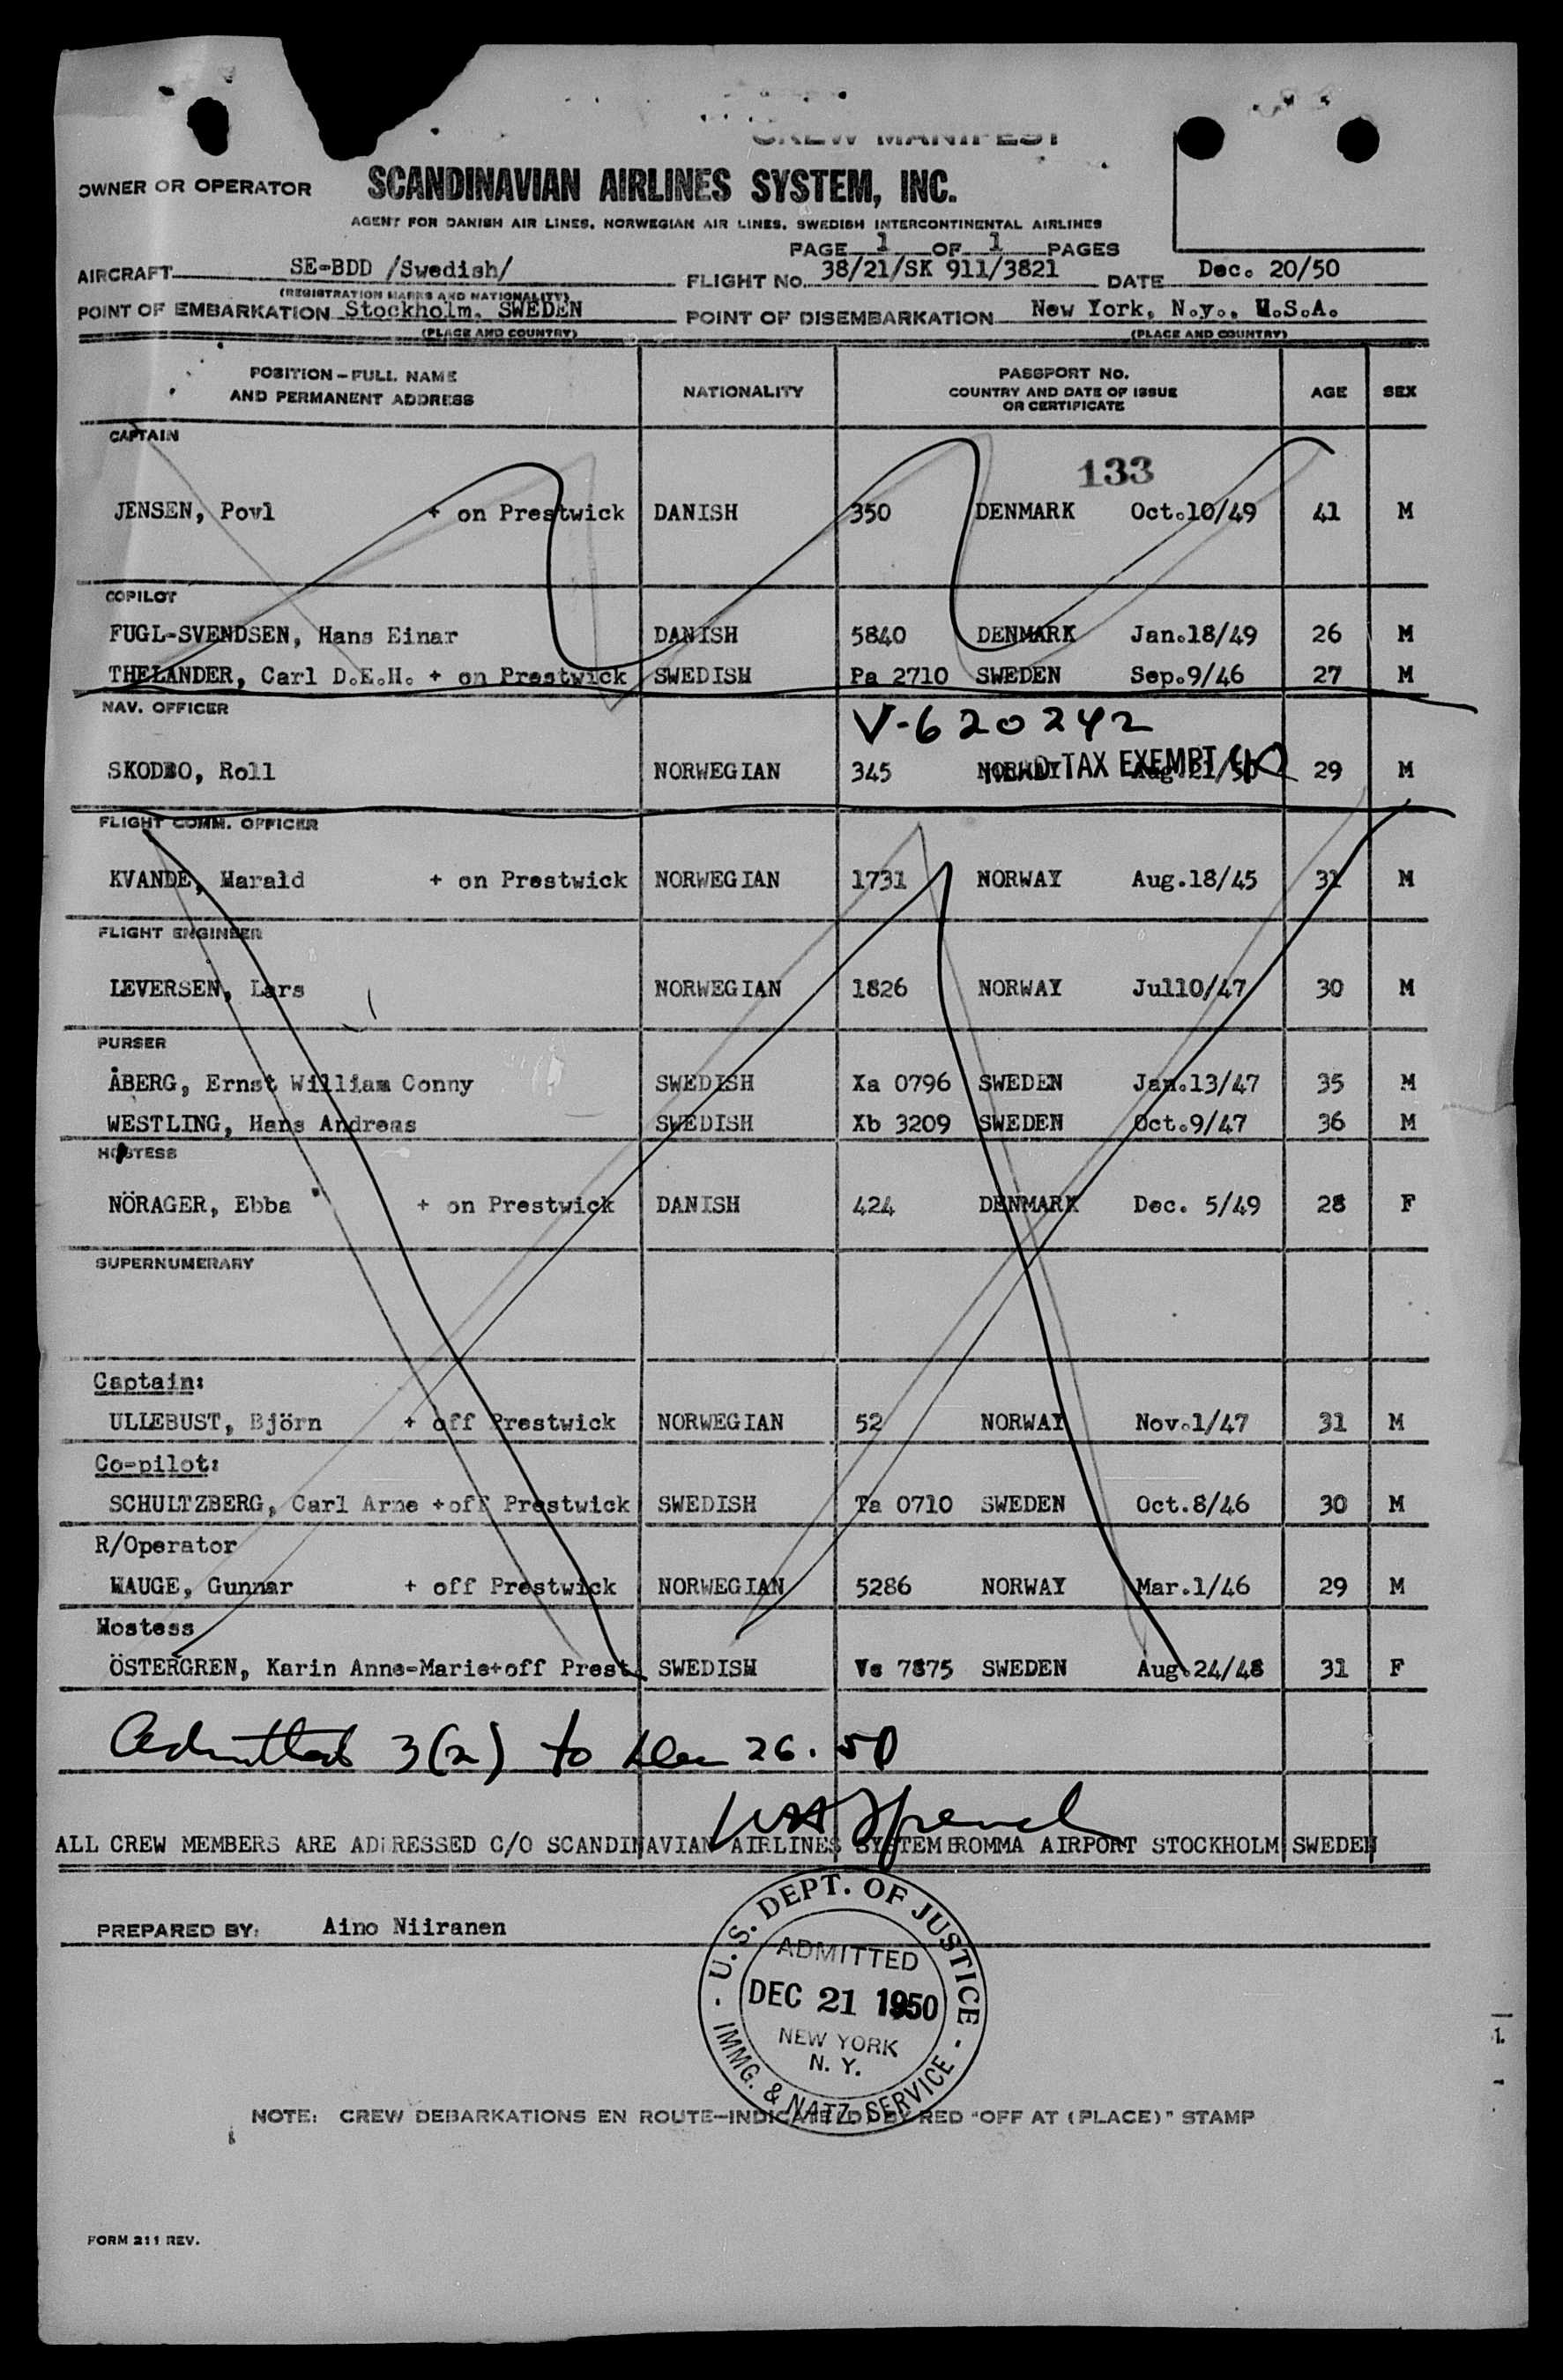 CREW MANIFEST
OWNER OR OPERATOR SCANDINAVIAN AIRLINES SYSTEM, INC.
AGENT FOR DANISH AIR LINES, NORWEGIAN AIR LINES, SWEDISH INTERCONTINENTAL AIRLINES
PAGE 1 OF 1 PAGES
AIRCRAFT SE-BDD /Swedish/ FLIGHT NO. 38/21/SK 911/3821 DATE Dec. 20/50
(REGISTRATION MARKS AND NATIONALITY)
POINT OF EMBARKATION Stockholm, SWEDEN POINT OF DISEMBARKATION New York, N.y., U.S.A.
(PLACE AND COUNTRY) (PLACE AND COUNTRY)
POSITION—FULL NAME AND PERMANENT ADDRESS NATIONALITY PASSPORT NO. COUNTRY AND DATE OF ISSUE OR CERTIFICATE AGE SEX
CAPTAIN
133
JENSEN, Povl + on Prestwick DANISH 350 DENMARK Oct.10/49 41 M
COPILOT
FUGL-SVENDSEN, Hans Einar DANISH 5840 DENMARK Jan.18/49 26 M
THELANDER, Carl D.E.H. + on Prestwick SWEDISH Pa 2710 SWEDEN Sep.9/46 27 M
NAV. OFFICER
V-620242
SKODBO, Roll NORWEGIAN 345 NORWAY 29 M
HEAD TAX EXEMPT
FLIGHT COMM. OFFICER
KVANDE, Harald + on Prestwick NORWEGIAN 1731 NORWAY Aug.18/45 31 M
FLIGHT ENGINEER
LEVERSEN, Lars NORWEGIAN 1826 NORWAY Jul10/47 30 M
PURSER
ÅBERG, Ernst William Conny SWEDISH Xa 0796 SWEDEN Jan.13/47 35 M
WESTLING, Hans Andreas SWEDISH Xb 3209 SWEDEN Oct.9/47 36 M
HOSTESS
NÖRAGER, Ebba + on Prestwick DANISH 424 DENMARK Dec. 5/49 28 F
SUPERNUMERARY
Captain:
ULLEBUST, Björn + off Prestwick NORWEGIAN 52 NORWAY Nov.1/47 31 M
Co-pilot:
SCHULTZBERG, Carl Arne +off Prestwick SWEDISH Ta 0710 SWEDEN Oct.8/46 30 M
R/Operator
HAUGE, Gunnar + off Prestwick NORWEGIAN 5286 NORWAY Mar.1/46 29 M
Hostess
ÖSTERGREN, Karin Anne-Marie+off Prest. SWEDISH Ve 7875 SWEDEN Aug.24/48 31 F
Admitted 3(2) to Dec 26. 50
ALL CREW MEMBERS ARE ADDRESSED C/O SCANDINAVIAN AIRLINES SYSTEM BROMMA AIRPORT STOCKHOLM SWEDEN
PREPARED BY: Aino Niiranen
U.S. DEPT. OF JUSTICE
ADMITTED
DEC 21 1950
NEW YORK
N. Y.
IMMG. & NATZ. SERVICE
NOTE: CREW DEBARKATIONS EN ROUTE—INDICATED BY RED "OFF AT (PLACE)" STAMP
FORM 211 REV.